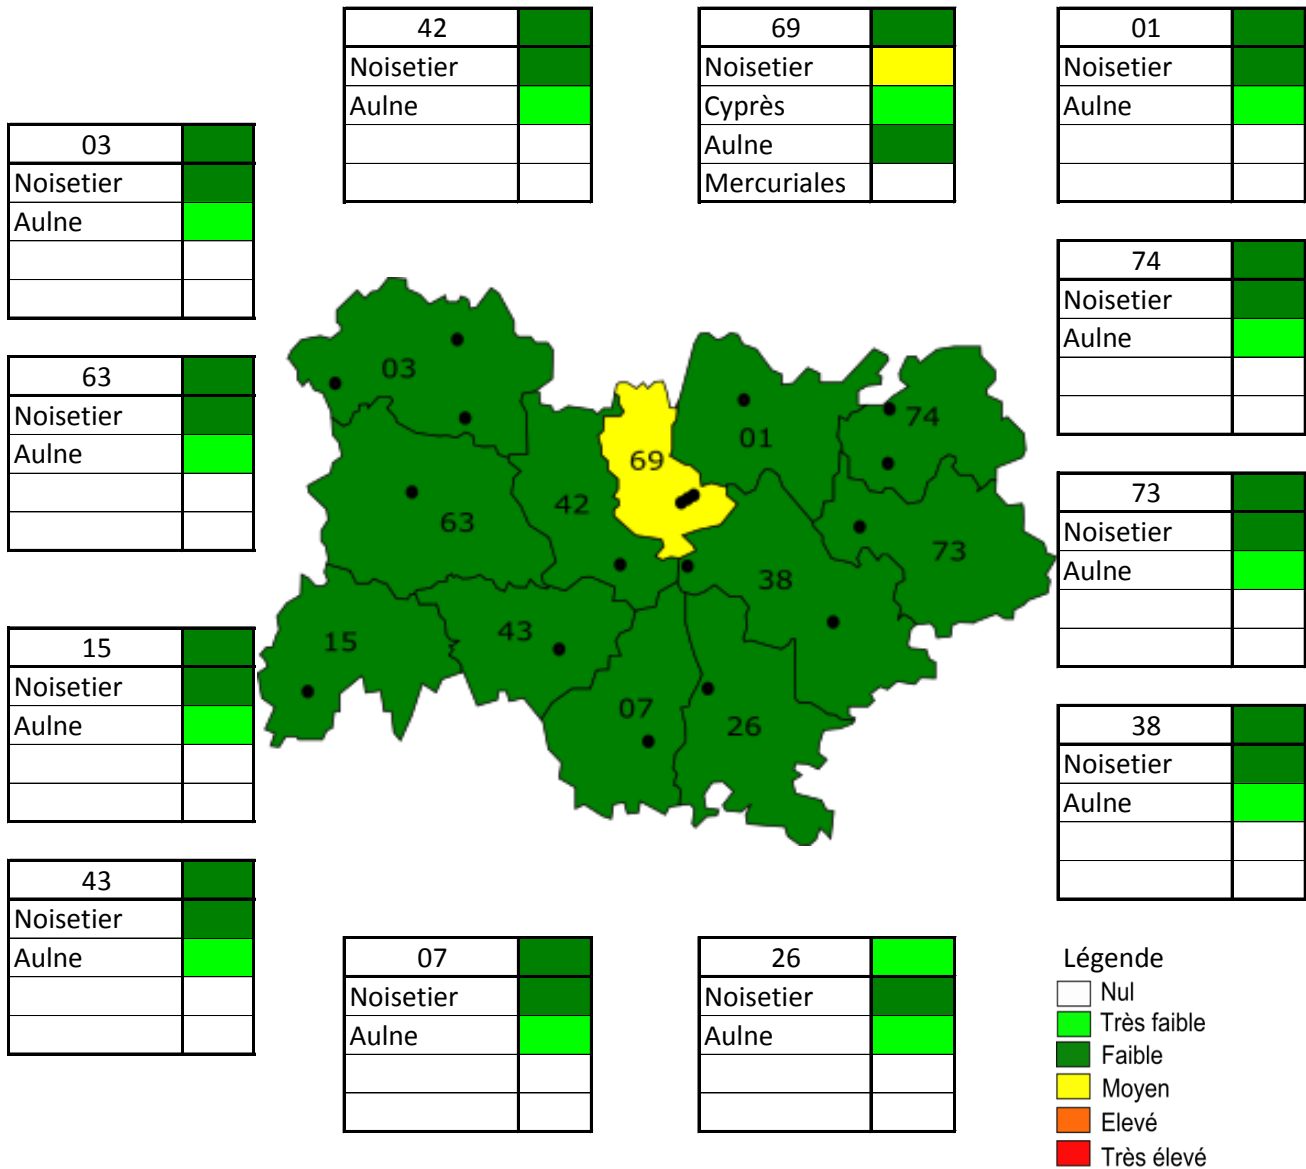 42
Noisetier
Aulne
69
Noisetier
Cyprès
Aulne
Mercuriales
01
Noisetier
Aulne
03
Noisetier
Aulne
74
Noisetier
Aulne
63
Noisetier
Aulne
73
Noisetier
Aulne
15
Noisetier
Aulne
38
Noisetier
Aulne
43
Noisetier
Aulne
07
Noisetier
Aulne
26
Noisetier
Aulne
03
74
01
69
42
63
73
38
15
43
07
26
Légende
Nul
Très faible
Faible
Moyen
Elevé
Très élevé